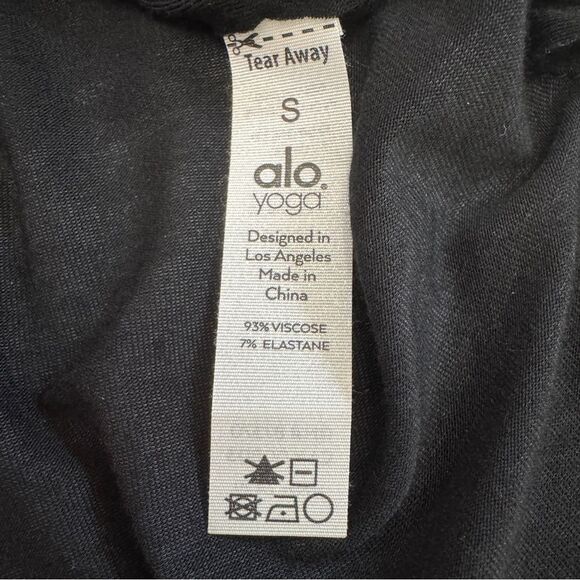 Tear Away
S
alo.
yoga
Designed in
Los Angeles
Made in
China
93% VISCOSE
7% ELASTANE